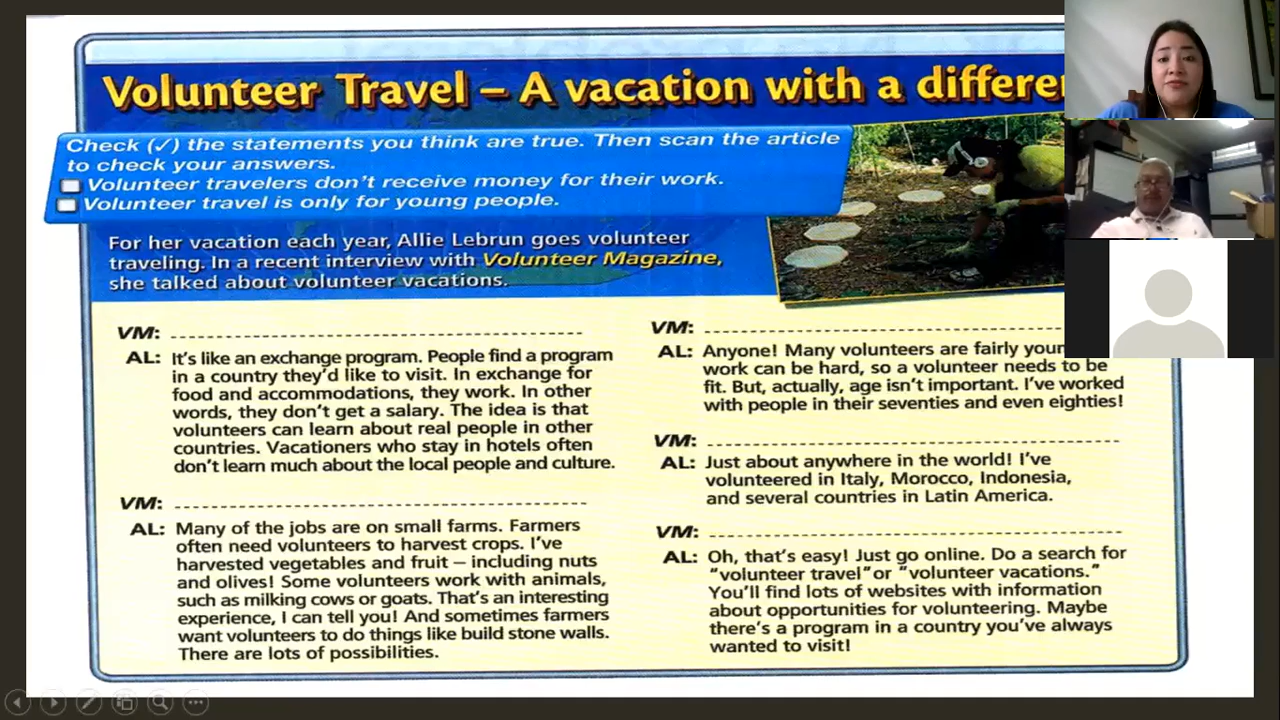 Volunteer Travel – A vacation with a
Check (✓) the statements you think are true. Then scan the article
to check your answers.
Volunteer travelers don't receive money for their work.
Volunteer travel is only for young people.
For her vacation each year, Allie Lebrun goes volunteer
traveling. In a recent interview with Volunteer Magazine,
she talked about volunteer vacations.
VM:
AL: It's like an exchange program. People find a program
in a country they'd like to visit. In exchange for
food and accommodations, they work. In other
words, they don't get a salary. The idea is that
volunteers can learn about real people in other
countries. Vacationers who stay in hotels often
don't learn much about the local people and culture.
VM:
AL: Many of the jobs are on small farms. Farmers
often need volunteers to harvest crops. I've
harvested vegetables and fruit – including nuts
and olives! Some volunteers work with animals,
such as milking cows or goats. That's an interesting
experience, I can tell you! And sometimes farmers
want volunteers to do things like build stone walls.
There are lots of possibilities.
VM:
AL: Anyone! Many volunteers are fairly
work can be hard, so a volunteer needs to be
fit. But, actually, age isn't important. I've worked
with people in their seventies and even eighties!
VM:
AL: Just about anywhere in the world! I've
volunteered in Italy, Morocco, Indonesia,
and several countries in Latin America.
VM:
AL: Oh, that's easy! Just go online. Do a search for
"volunteer travel" or "volunteer vacations."
You'll find lots of websites with information
about opportunities for volunteering. Maybe
there's a program in a country you've always
wanted to visit!